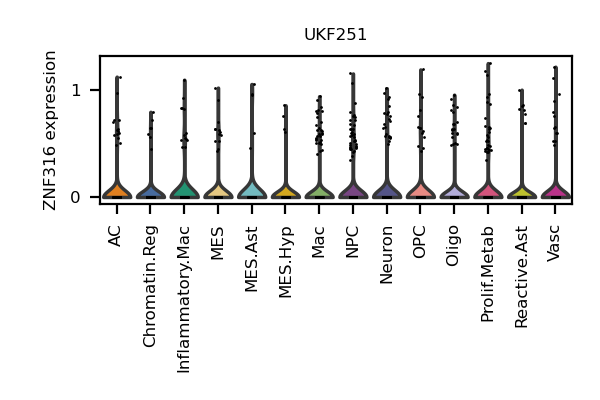 UKF251
ZNF316 expression
1
0
AC
Chromatin.Reg
Inflammatory.Mac
MES
MES.Ast
MES.Hyp
Mac
NPC
Neuron
OPC
Oligo
Prolif.Metab
Reactive.Ast
Vasc